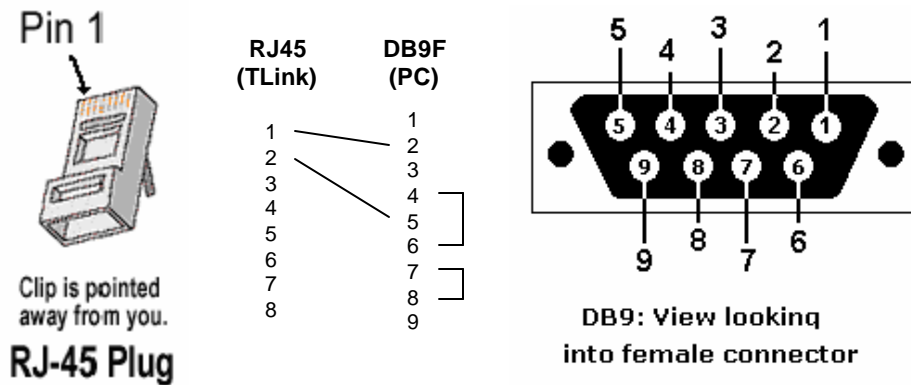 Pin 1
Clip is pointed
away from you.
RJ-45 Plug
RJ45 DB9F
(TLink) (PC)
1 1
2 2
3 3
4 4
5 5
6 6
7 7
8 8
9
5 4 3 2 1
5 4 3 2 1
9 8 7 6
9 8 7 6
DB9: View looking
into female connector